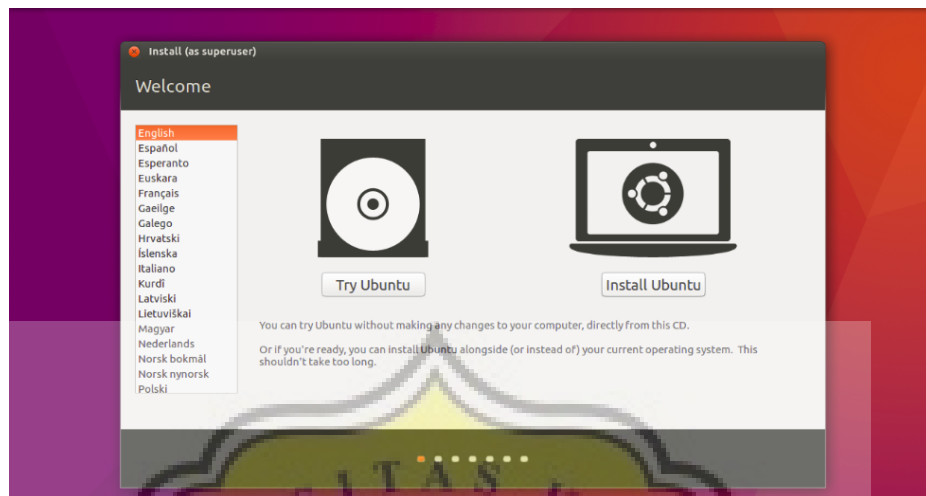 Install (as superuser)
Welcome
English
Español
Esperanto
Euskara
Français
Gaeilge
Galego
Hrvatski
Íslenska
Italiano
Kurdî
Latviski
Lietuviškai
Magyar
Nederlands
Norsk bokmål
Norsk nynorsk
Polski
Try Ubuntu
Install Ubuntu
You can try Ubuntu without making any changes to your computer, directly from this CD.
Or if you're ready, you can install Ubuntu alongside (or instead of) your current operating system. This
shouldn't take too long.